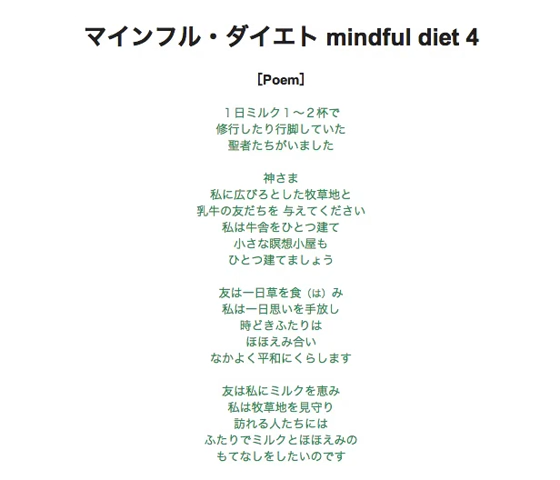 マインフル・ダイエト mindful diet 4
［Poem］
１日ミルク１〜２杯で
修行したり行脚していた
聖者たちがいました
神さま
私に広びろとした牧草地と
乳牛の友だちを 与えてください
私は牛舎をひとつ建て
小さな瞑想小屋も
ひとつ建てましょう
友は一日草を食（は）み
私は一日思いを手放し
時どきふたりは
ほほえみ合い
なかよく平和にくらします
友は私にミルクを恵み
私は牧草地を見守り
訪れる人たちには
ふたりでミルクとほほえみの
もてなしをしたいのです